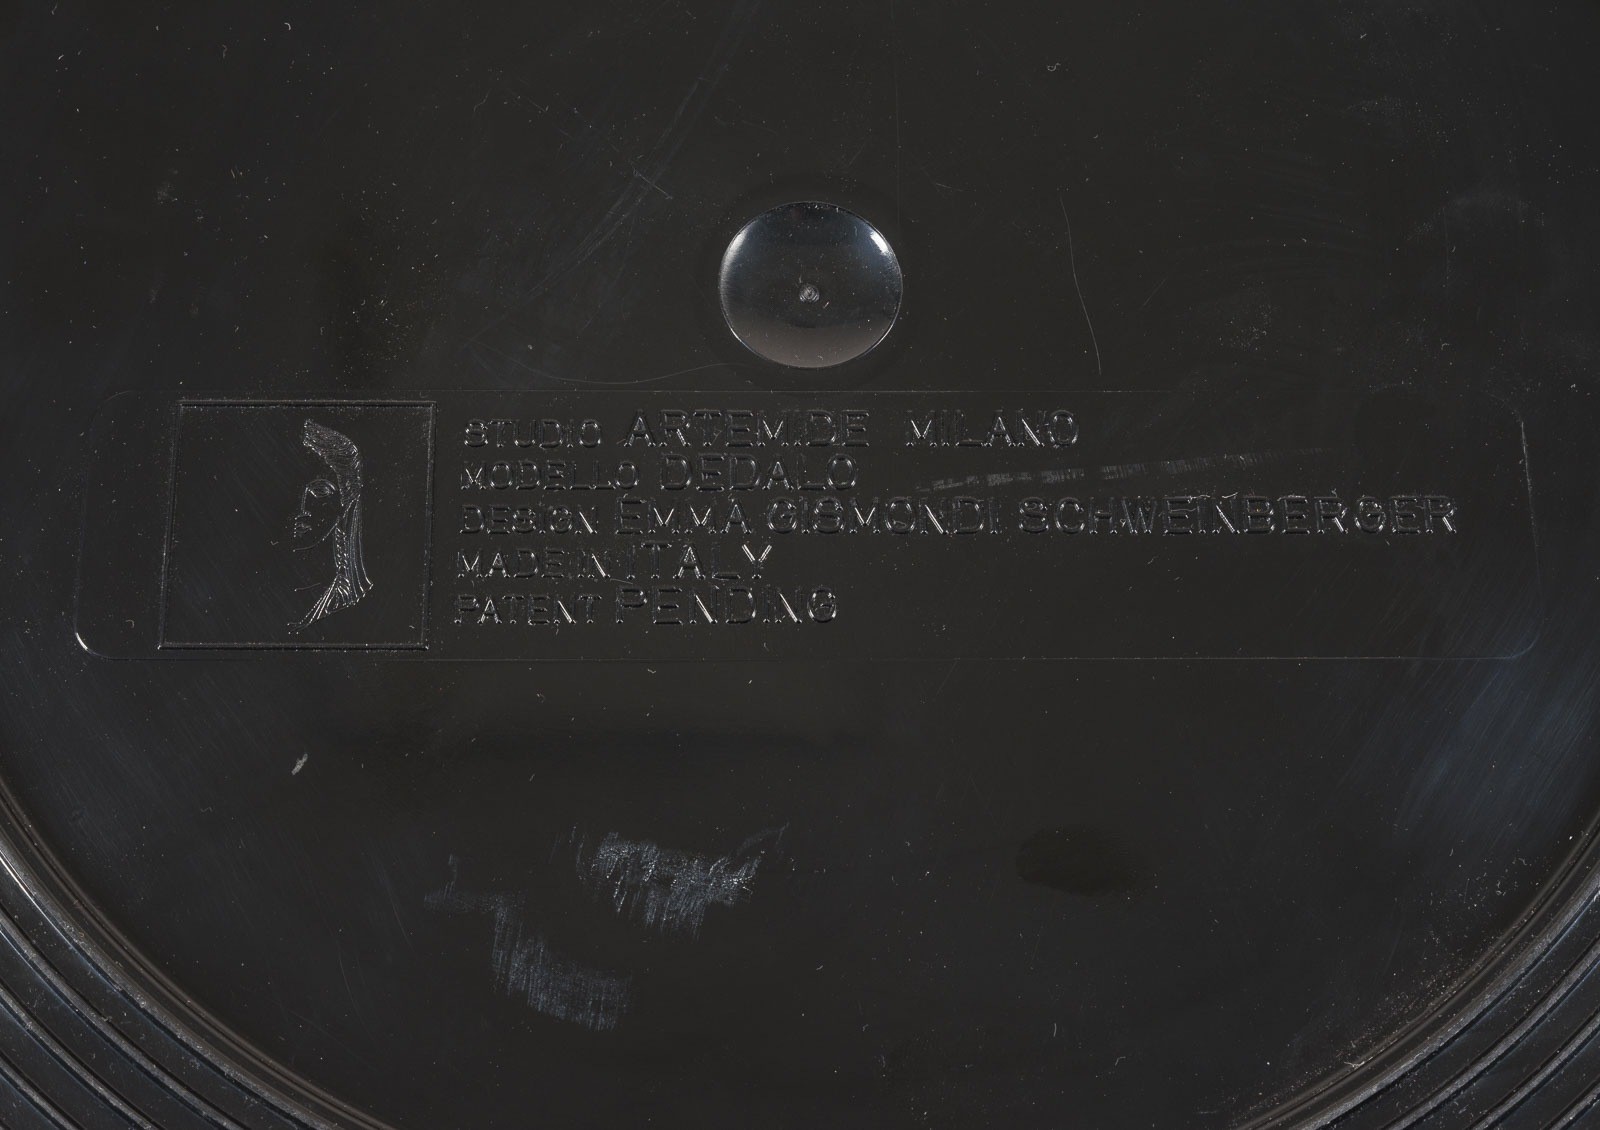 STUDIO ARTEMIDE MILANO
MODELLO DEDALO
DESIGN EMMA GISMONDI SCHWEINBERGER
MADE IN ITALY
PATENT PENDING